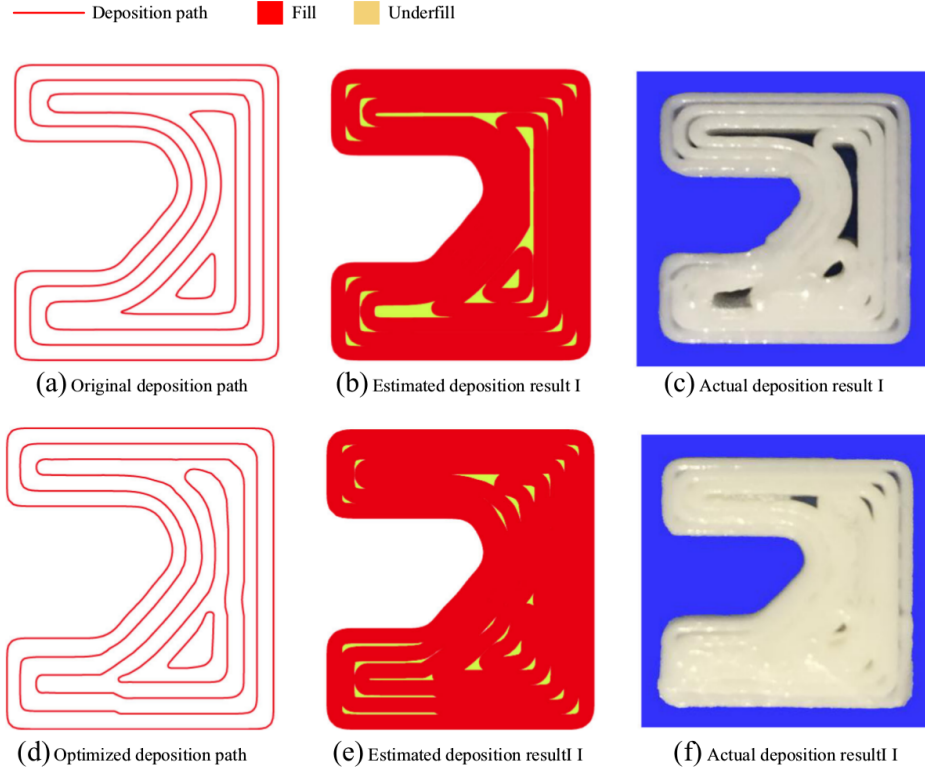 Deposition path Fill Underfill
(a) Original deposition path
(b) Estimated deposition result I
(c) Actual deposition result I
(d) Optimized deposition path
(e) Estimated deposition resultI I
(f) Actual deposition resultI I